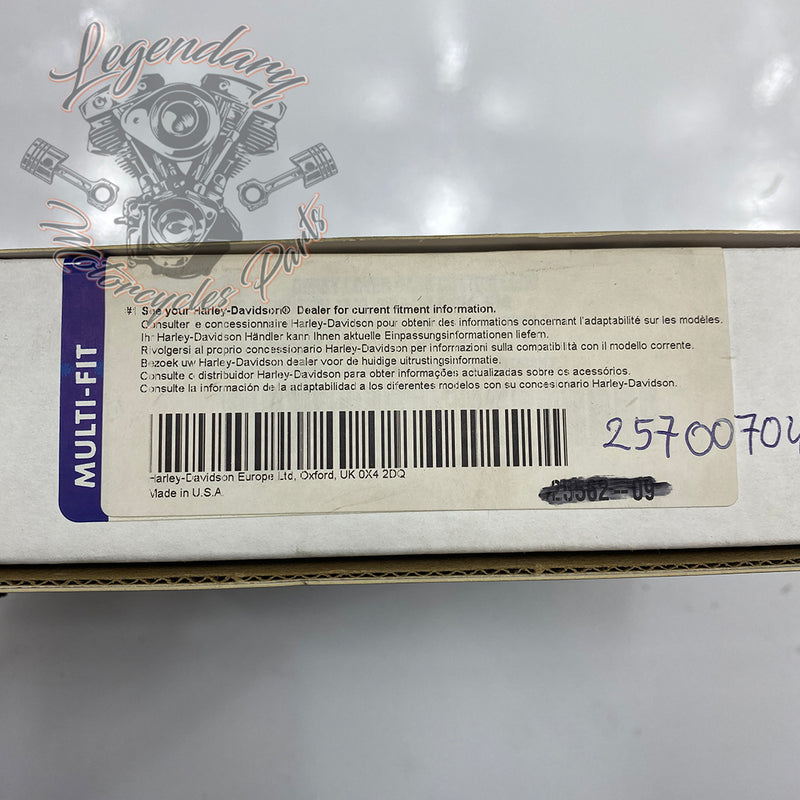 Legendary
Motorcycles Parts
MULTI-FIT
See your Harley-Davidson® Dealer for current fitment information.
Consulter le concessionnaire Harley-Davidson pour obtenir des informations concernant l'adaptabilité sur les modèles.
Ihr Harley-Davidson Händler kann Ihnen aktuelle Einpassungsinformationen liefern.
Rivolgersi al proprio concessionario Harley-Davidson per informazioni sulla compatibilità con il modello corrente.
Bezoek uw Harley-Davidson dealer voor de huidige uitrustingsinformatie.
Consulte o distribuidor Harley-Davidson para obter informações actualizadas sobre os acessórios.
Consulte la información de la adaptabilidad a los diferentes modelos con su concesionario Harley-Davidson.
25700704
Harley-Davidson Europe Ltd, Oxford, UK 0X4 2DQ
Made in U.S.A